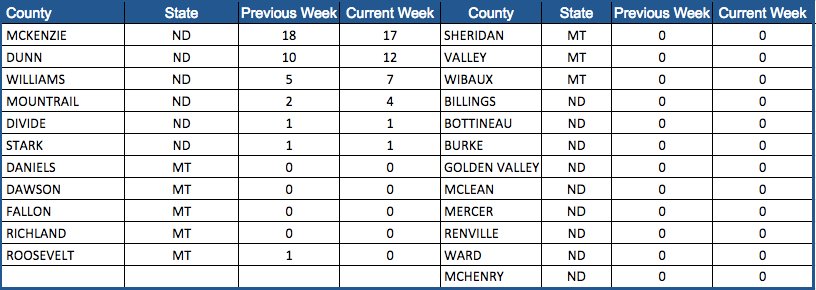 County State Previous Week Current Week County State Previous Week Current Week
MCKENZIE ND 18 17 SHERIDAN MT 0 0
DUNN ND 10 12 VALLEY MT 0 0
WILLIAMS ND 5 7 WIBAUX MT 0 0
MOUNTRAIL ND 2 4 BILLINGS ND 0 0
DIVIDE ND 1 1 BOTTINEAU ND 0 0
STARK ND 1 1 BURKE ND 0 0
DANIELS MT 0 0 GOLDEN VALLEY ND 0 0
DAWSON MT 0 0 MCLEAN ND 0 0
FALLON MT 0 0 MERCER ND 0 0
RICHLAND MT 0 0 RENVILLE ND 0 0
ROOSEVELT MT 1 0 WARD ND 0 0
MCHENRY ND 0 0